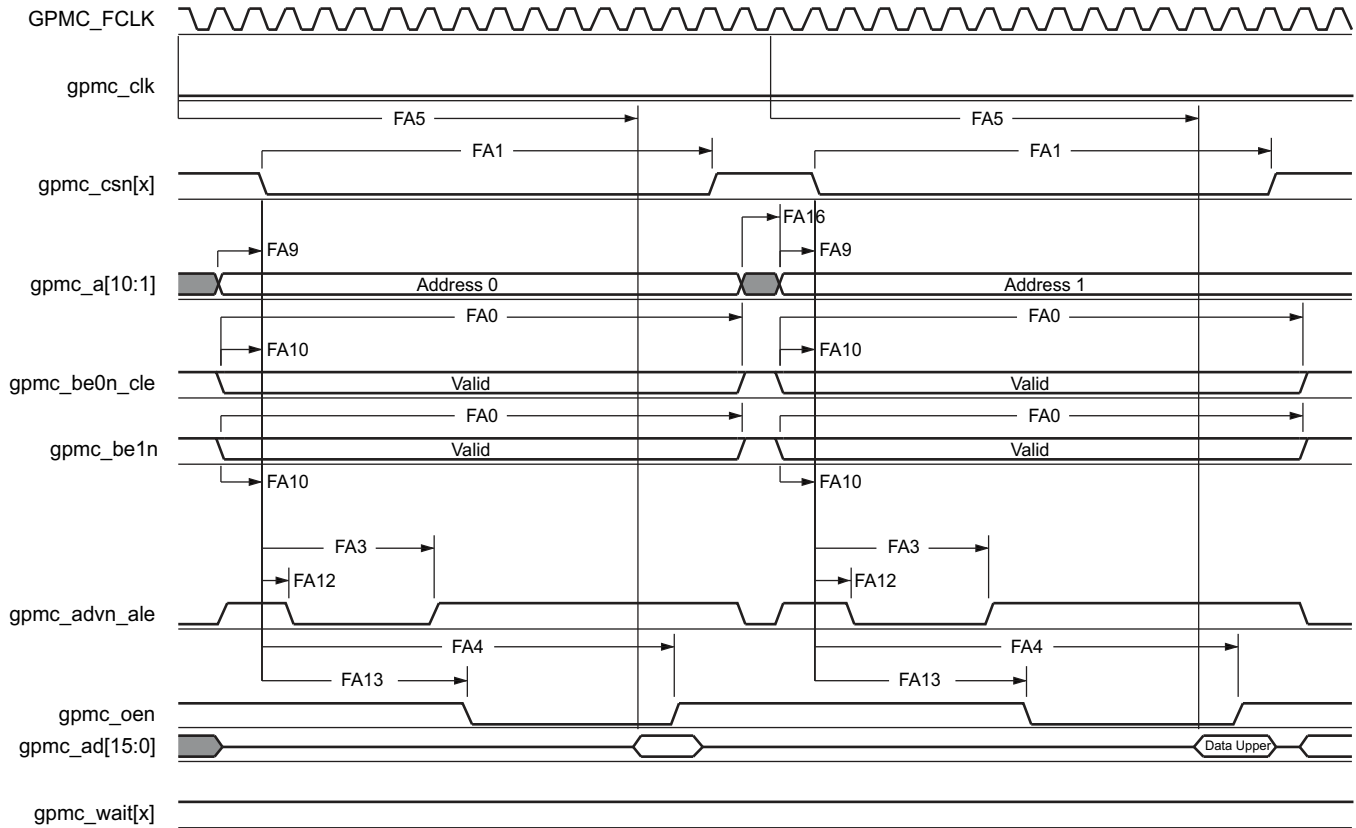 GPMC_FCLK
gpmc_clk
FA5 FA5
FA1 FA1
gpmc_csn[x]
FA16
FA9 FA9
gpmc_a[10:1] Address 0 Address 1
FA0 FA0
FA10 FA10
gpmc_be0n_cle Valid Valid
FA0 FA0
gpmc_be1n Valid Valid
FA10 FA10
FA3 FA3
FA12 FA12
gpmc_advn_ale
FA4 FA4
FA13 FA13
gpmc_oen
gpmc_ad[15:0] Data Upper
gpmc_wait[x]